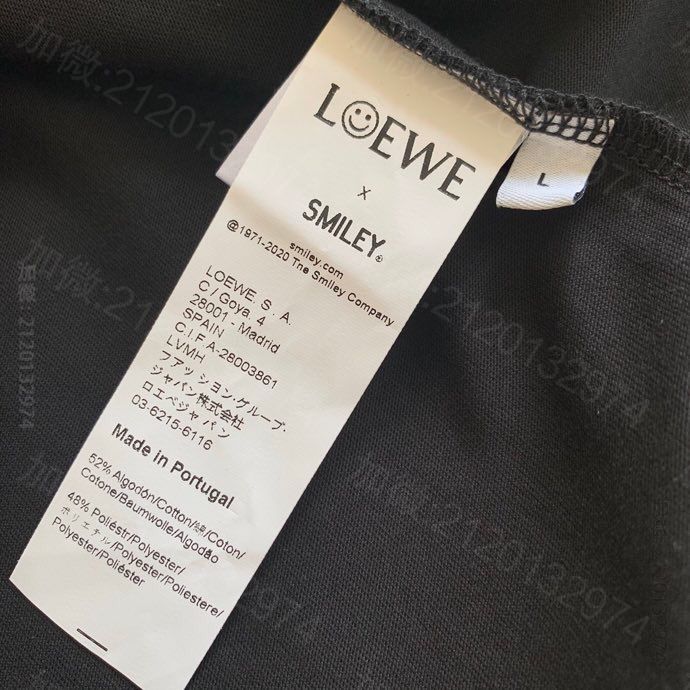 LOEWE
x
SMILEY®
smiley.com
@1971-2020 The Smiley Company
LOEWE. S. A.
C / Goya. 4
28001 - Madrid
SPAIN
C.I.F A-28003861
LVMH
ファッション·グループ.
ジャパン株式会社
ロエベジャパン
03-6215-6116
Made in Portugal
52% Algodón/Cotton/綿/Coton/
Cotone/Baumwolle/Algodão
48% Poliéstr/Polyester/
ポリエチル/Polyester/Poliestere/
Polyester/Poliéster
L
加微:2120132974